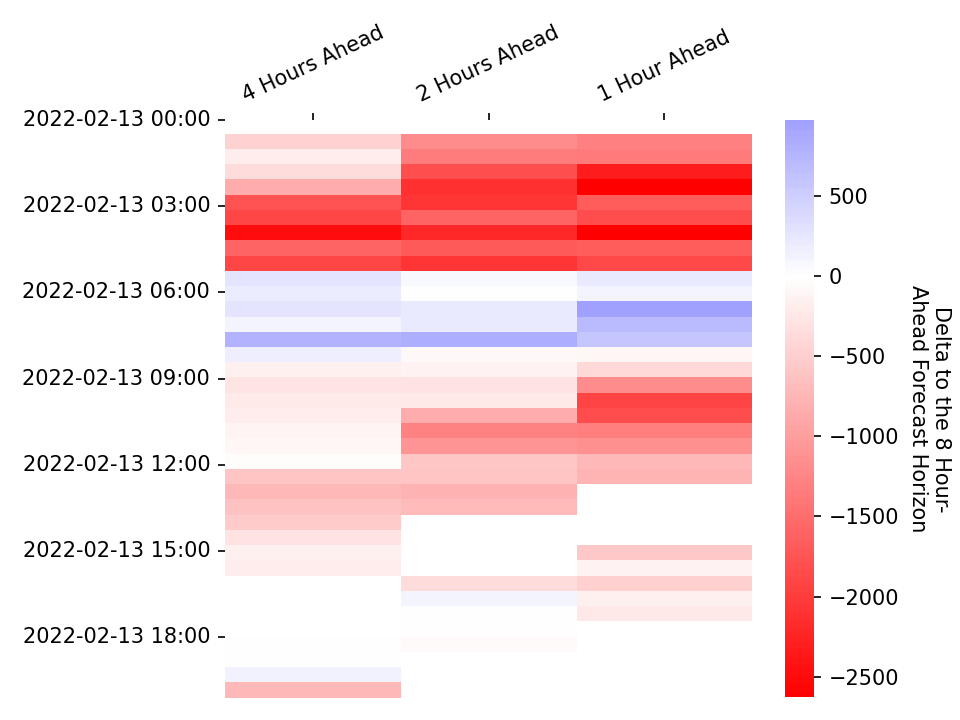 4 Hours Ahead
2 Hours Ahead
1 Hour Ahead
2022-02-13 00:00
2022-02-13 03:00
2022-02-13 06:00
2022-02-13 09:00
2022-02-13 12:00
2022-02-13 15:00
2022-02-13 18:00
500
0
−500
−1000
−1500
−2000
−2500
Delta to the 8 Hour-
Ahead Forecast Horizon